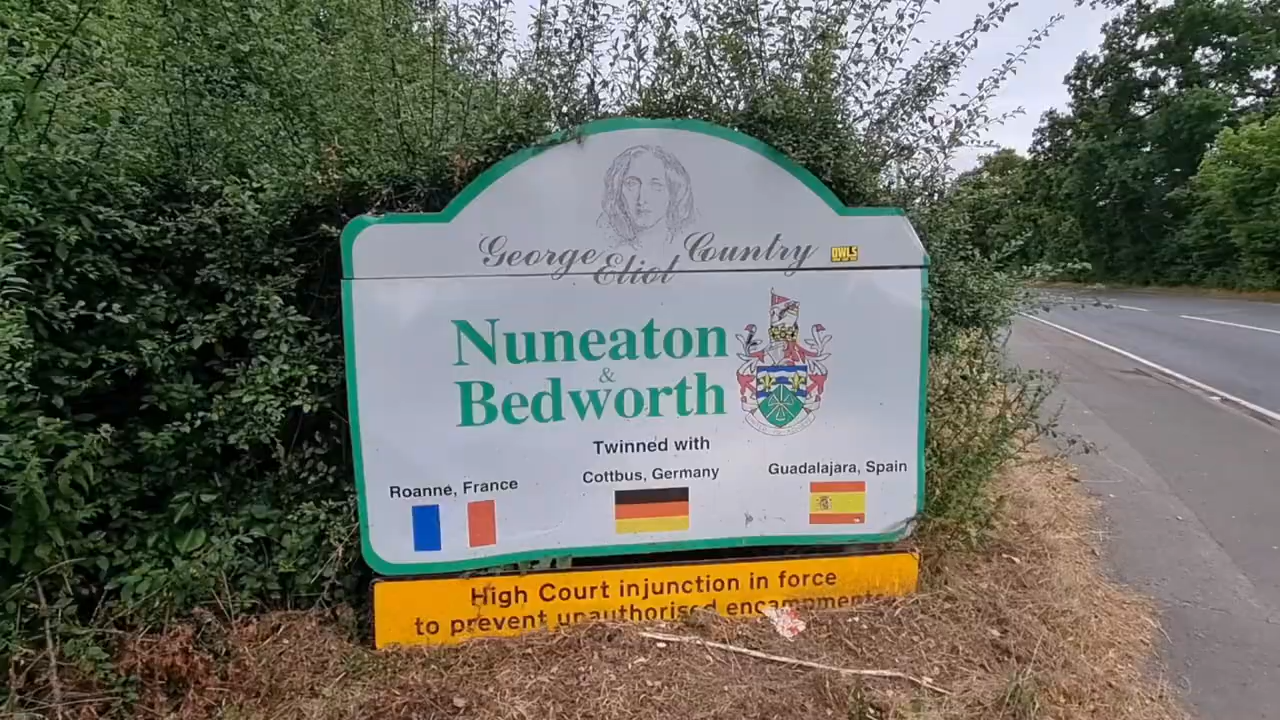 George Eliot Country
OWLS
Nuneaton
&
Bedworth
Twinned with
Roanne, France
Cottbus, Germany
Guadalajara, Spain
High Court injunction in force
to prevent unauthorised encampments